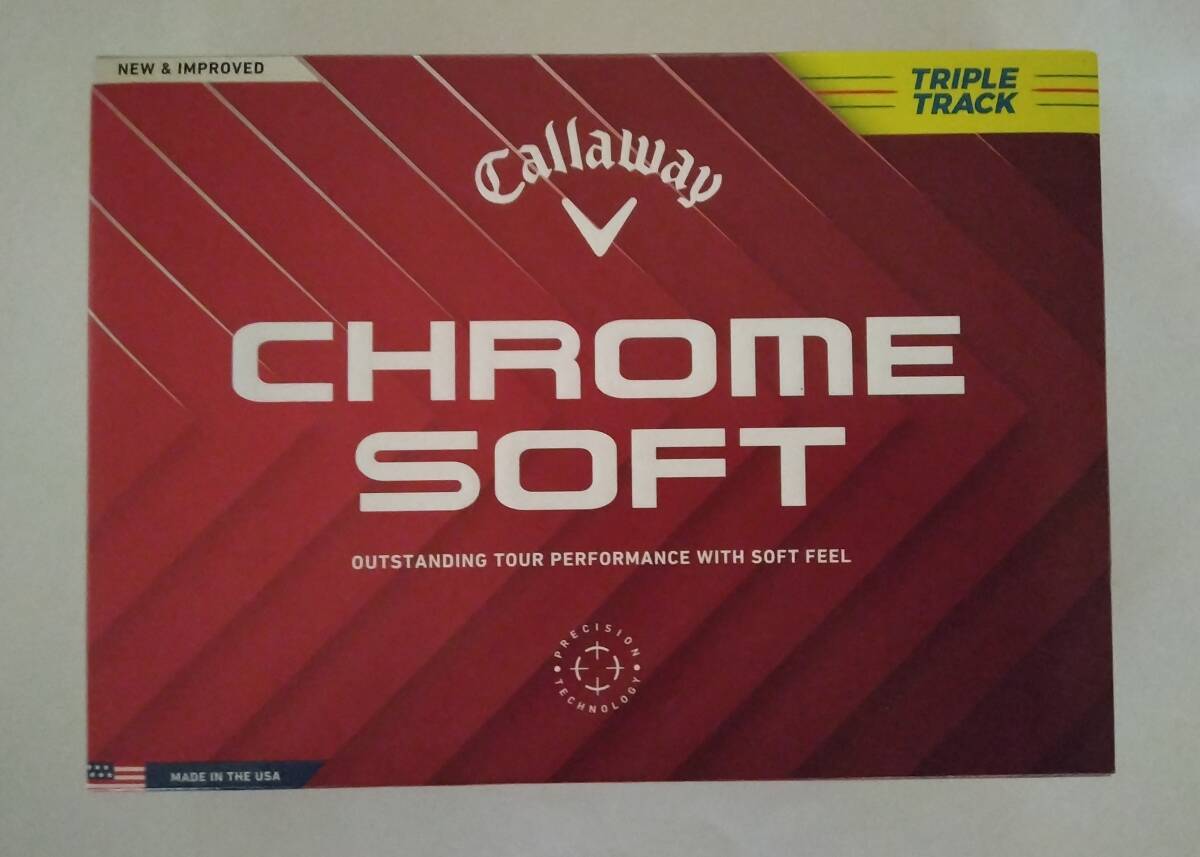 NEW & IMPROVED
TRIPLE
TRACK
Callaway
CHROME
SOFT
OUTSTANDING TOUR PERFORMANCE WITH SOFT FEEL
PRECISION
TECHNOLOGY
MADE IN THE USA